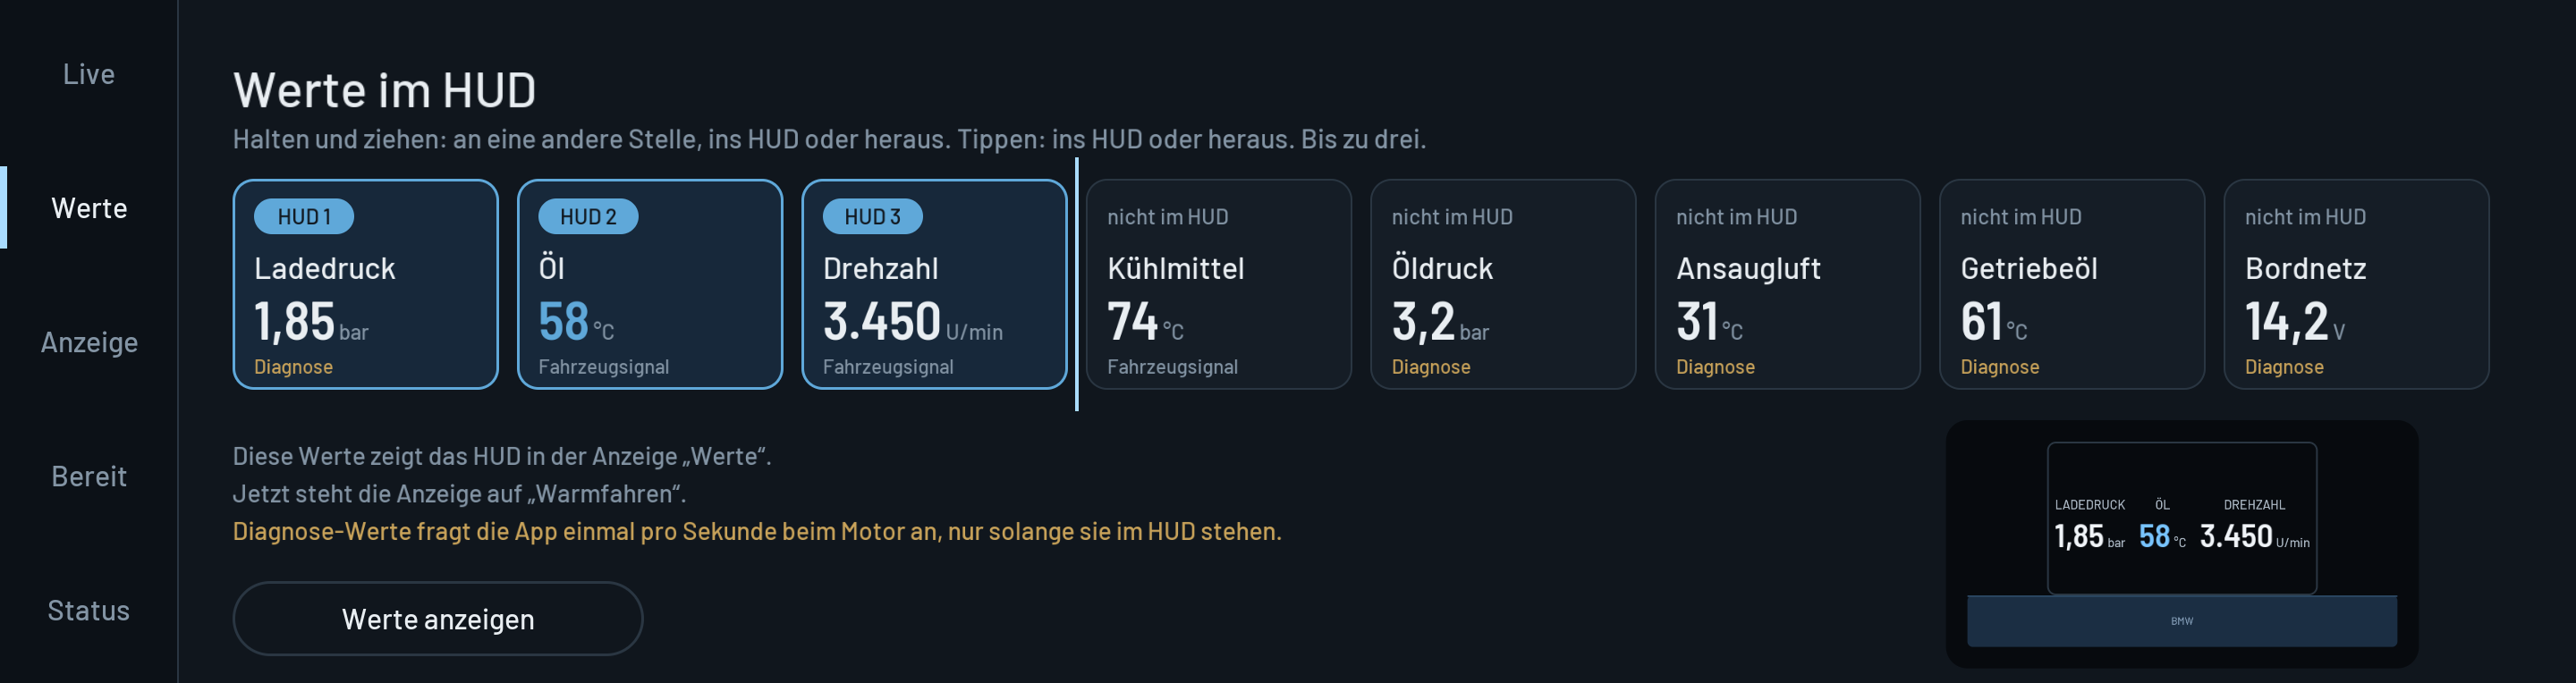 Live
Werte
Anzeige
Bereit
Status
Werte im HUD
Halten und ziehen: an eine andere Stelle, ins HUD oder heraus. Tippen: ins HUD oder heraus. Bis zu drei.
HUD 1
Ladedruck
1,85 bar
Diagnose
HUD 2
Öl
58 °C
Fahrzeugsignal
HUD 3
Drehzahl
3.450 U/min
Fahrzeugsignal
nicht im HUD
Kühlmittel
74 °C
Fahrzeugsignal
nicht im HUD
Öldruck
3,2 bar
Diagnose
nicht im HUD
Ansaugluft
31 °C
Diagnose
nicht im HUD
Getriebeöl
61 °C
Diagnose
nicht im HUD
Bordnetz
14,2 V
Diagnose
Diese Werte zeigt das HUD in der Anzeige „Werte“.
Jetzt steht die Anzeige auf „Warmfahren“.
Diagnose-Werte fragt die App einmal pro Sekunde beim Motor an, nur solange sie im HUD stehen.
Werte anzeigen
LADEDRUCK ÖL DREHZAHL
1,85 bar 58 °C 3.450 U/min
BMW